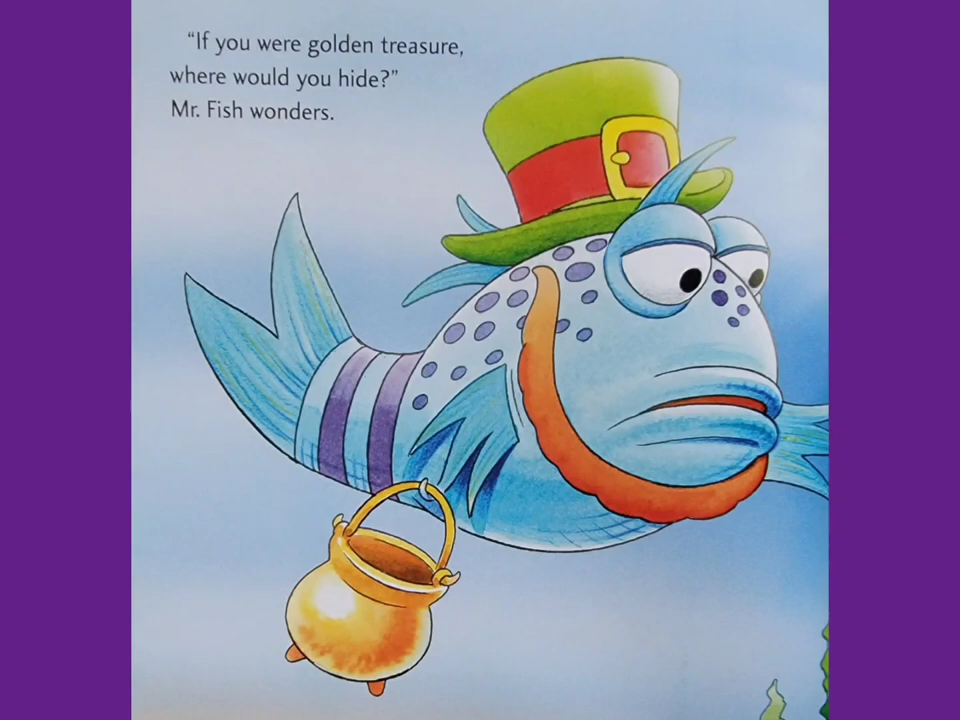 “If you were golden treasure,
where would you hide?”
Mr. Fish wonders.